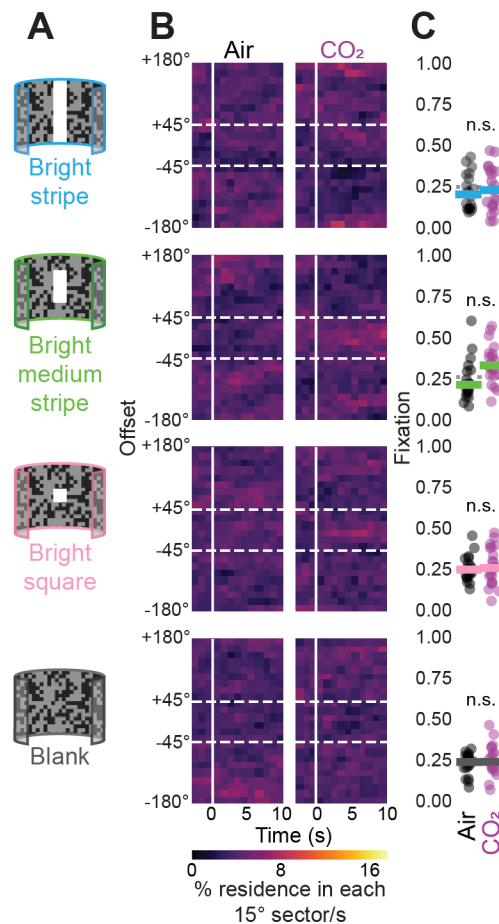 A
B
C
Air
CO₂
Bright
stripe
+180°
+45°
-45°
-180°
1.00
0.75
0.50
0.25
0.00
n.s.
Bright
medium
stripe
+180°
+45°
-45°
-180°
1.00
0.75
0.50
0.25
0.00
n.s.
Offset
Fixation
Bright
square
+180°
+45°
-45°
-180°
1.00
0.75
0.50
0.25
0.00
n.s.
Blank
+180°
+45°
-45°
-180°
1.00
0.75
0.50
0.25
0.00
n.s.
0 5 10 0 5 10
Time (s)
Air
CO₂
0 8 16
% residence in each
15° sector/s